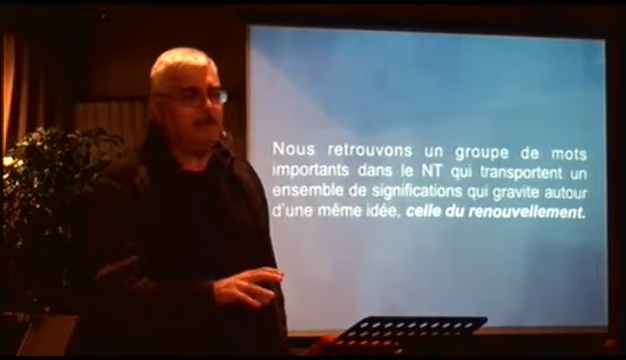 Nous retrouvons un groupe de mots
importants dans le NT qui transportent un
ensemble de significations qui gravite autour
d'une même idée, celle du renouvellement.